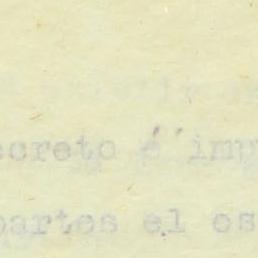 ecreto é imp
partes el es